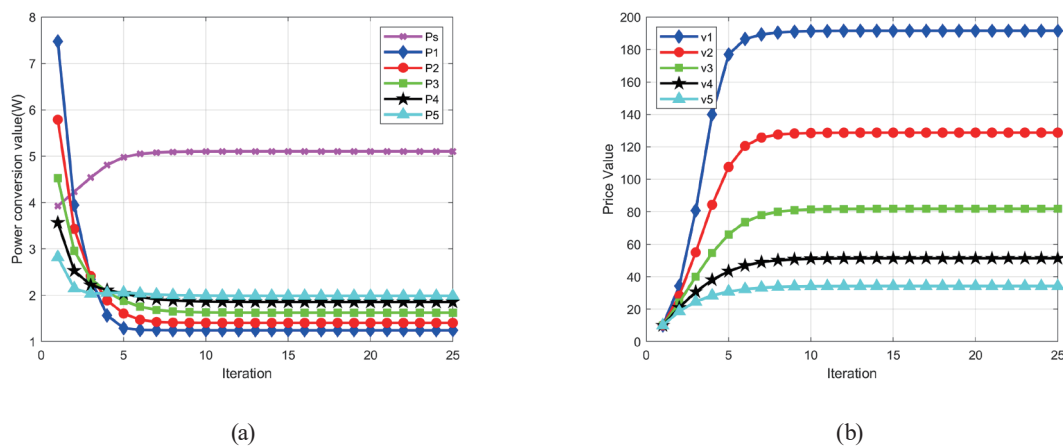 8
7
6
5
4
3
2
1
Power conversion value(W)
Ps
P1
P2
P3
P4
P5
0 5 10 15 20 25
Iteration
(a)
200
180
160
140
120
100
80
60
40
20
0
Price Value
v1
v2
v3
v4
v5
0 5 10 15 20 25
Iteration
(b)